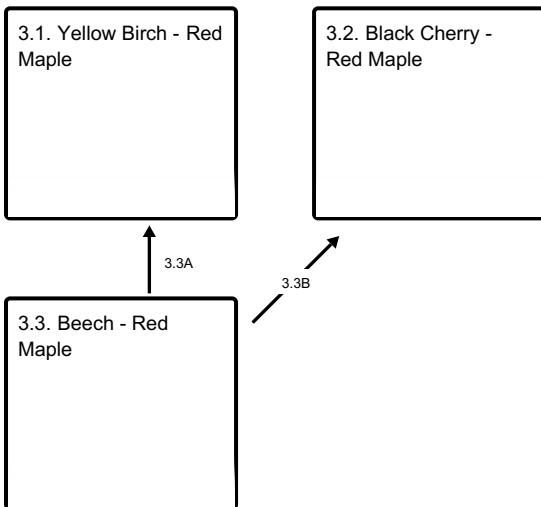 3.1. Yellow Birch - Red
Maple
3.2. Black Cherry -
Red Maple
3.3A
3.3B
3.3. Beech - Red
Maple